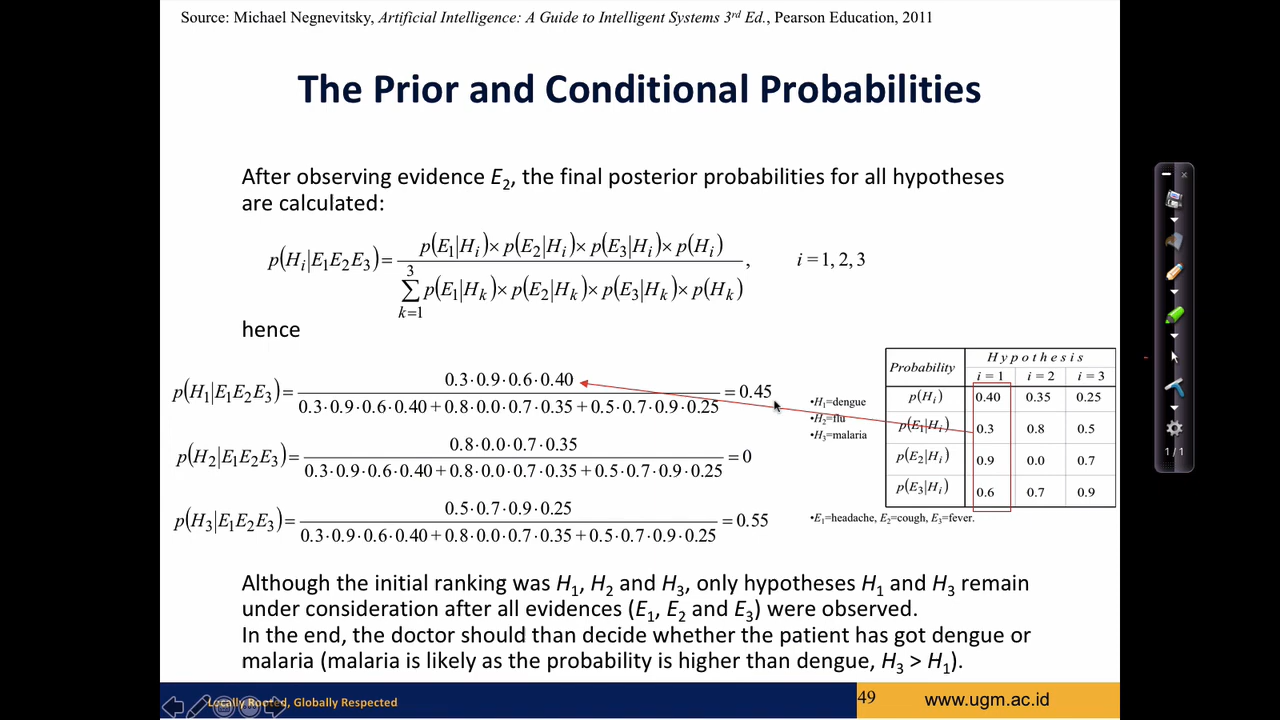 Source: Michael Negnevitsky, Artificial Intelligence: A Guide to Intelligent Systems 3rd Ed., Pearson Education, 2011
The Prior and Conditional Probabilities
After observing evidence E₂, the final posterior probabilities for all hypotheses
are calculated:
p(Hᵢ|E₁E₂E₃) = p(E₁|Hᵢ) × p(E₂|Hᵢ) × p(E₃|Hᵢ) × p(Hᵢ) / 3 ∑ k=1 p(E₁|Hₖ) × p(E₂|Hₖ) × p(E₃|Hₖ) × p(Hₖ) , i = 1, 2, 3
hence
p(H₁|E₁E₂E₃) = 0.3·0.9·0.6·0.40 / 0.3·0.9·0.6·0.40 + 0.8·0.0·0.7·0.35 + 0.5·0.7·0.9·0.25 = 0.45
p(H₂|E₁E₂E₃) = 0.8·0.0·0.7·0.35 / 0.3·0.9·0.6·0.40 + 0.8·0.0·0.7·0.35 + 0.5·0.7·0.9·0.25 = 0
p(H₃|E₁E₂E₃) = 0.5·0.7·0.9·0.25 / 0.3·0.9·0.6·0.40 + 0.8·0.0·0.7·0.35 + 0.5·0.7·0.9·0.25 = 0.55
•H₁=dengue
•H₂=flu
•H₃=malaria
Probability Hypothesis
i = 1 i = 2 i = 3
p(Hᵢ) 0.40 0.35 0.25
p(E₁|Hᵢ) 0.3 0.8 0.5
p(E₂|Hᵢ) 0.9 0.0 0.7
p(E₃|Hᵢ) 0.6 0.7 0.9
•E₁=headache, E₂=cough, E₃=fever.
Although the initial ranking was H₁, H₂ and H₃, only hypotheses H₁ and H₃ remain
under consideration after all evidences (E₁, E₂ and E₃) were observed.
In the end, the doctor should than decide whether the patient has got dengue or
malaria (malaria is likely as the probability is higher than dengue, H₃ > H₁).
Locally Rooted, Globally Respected
49
www.ugm.ac.id
1 / 1